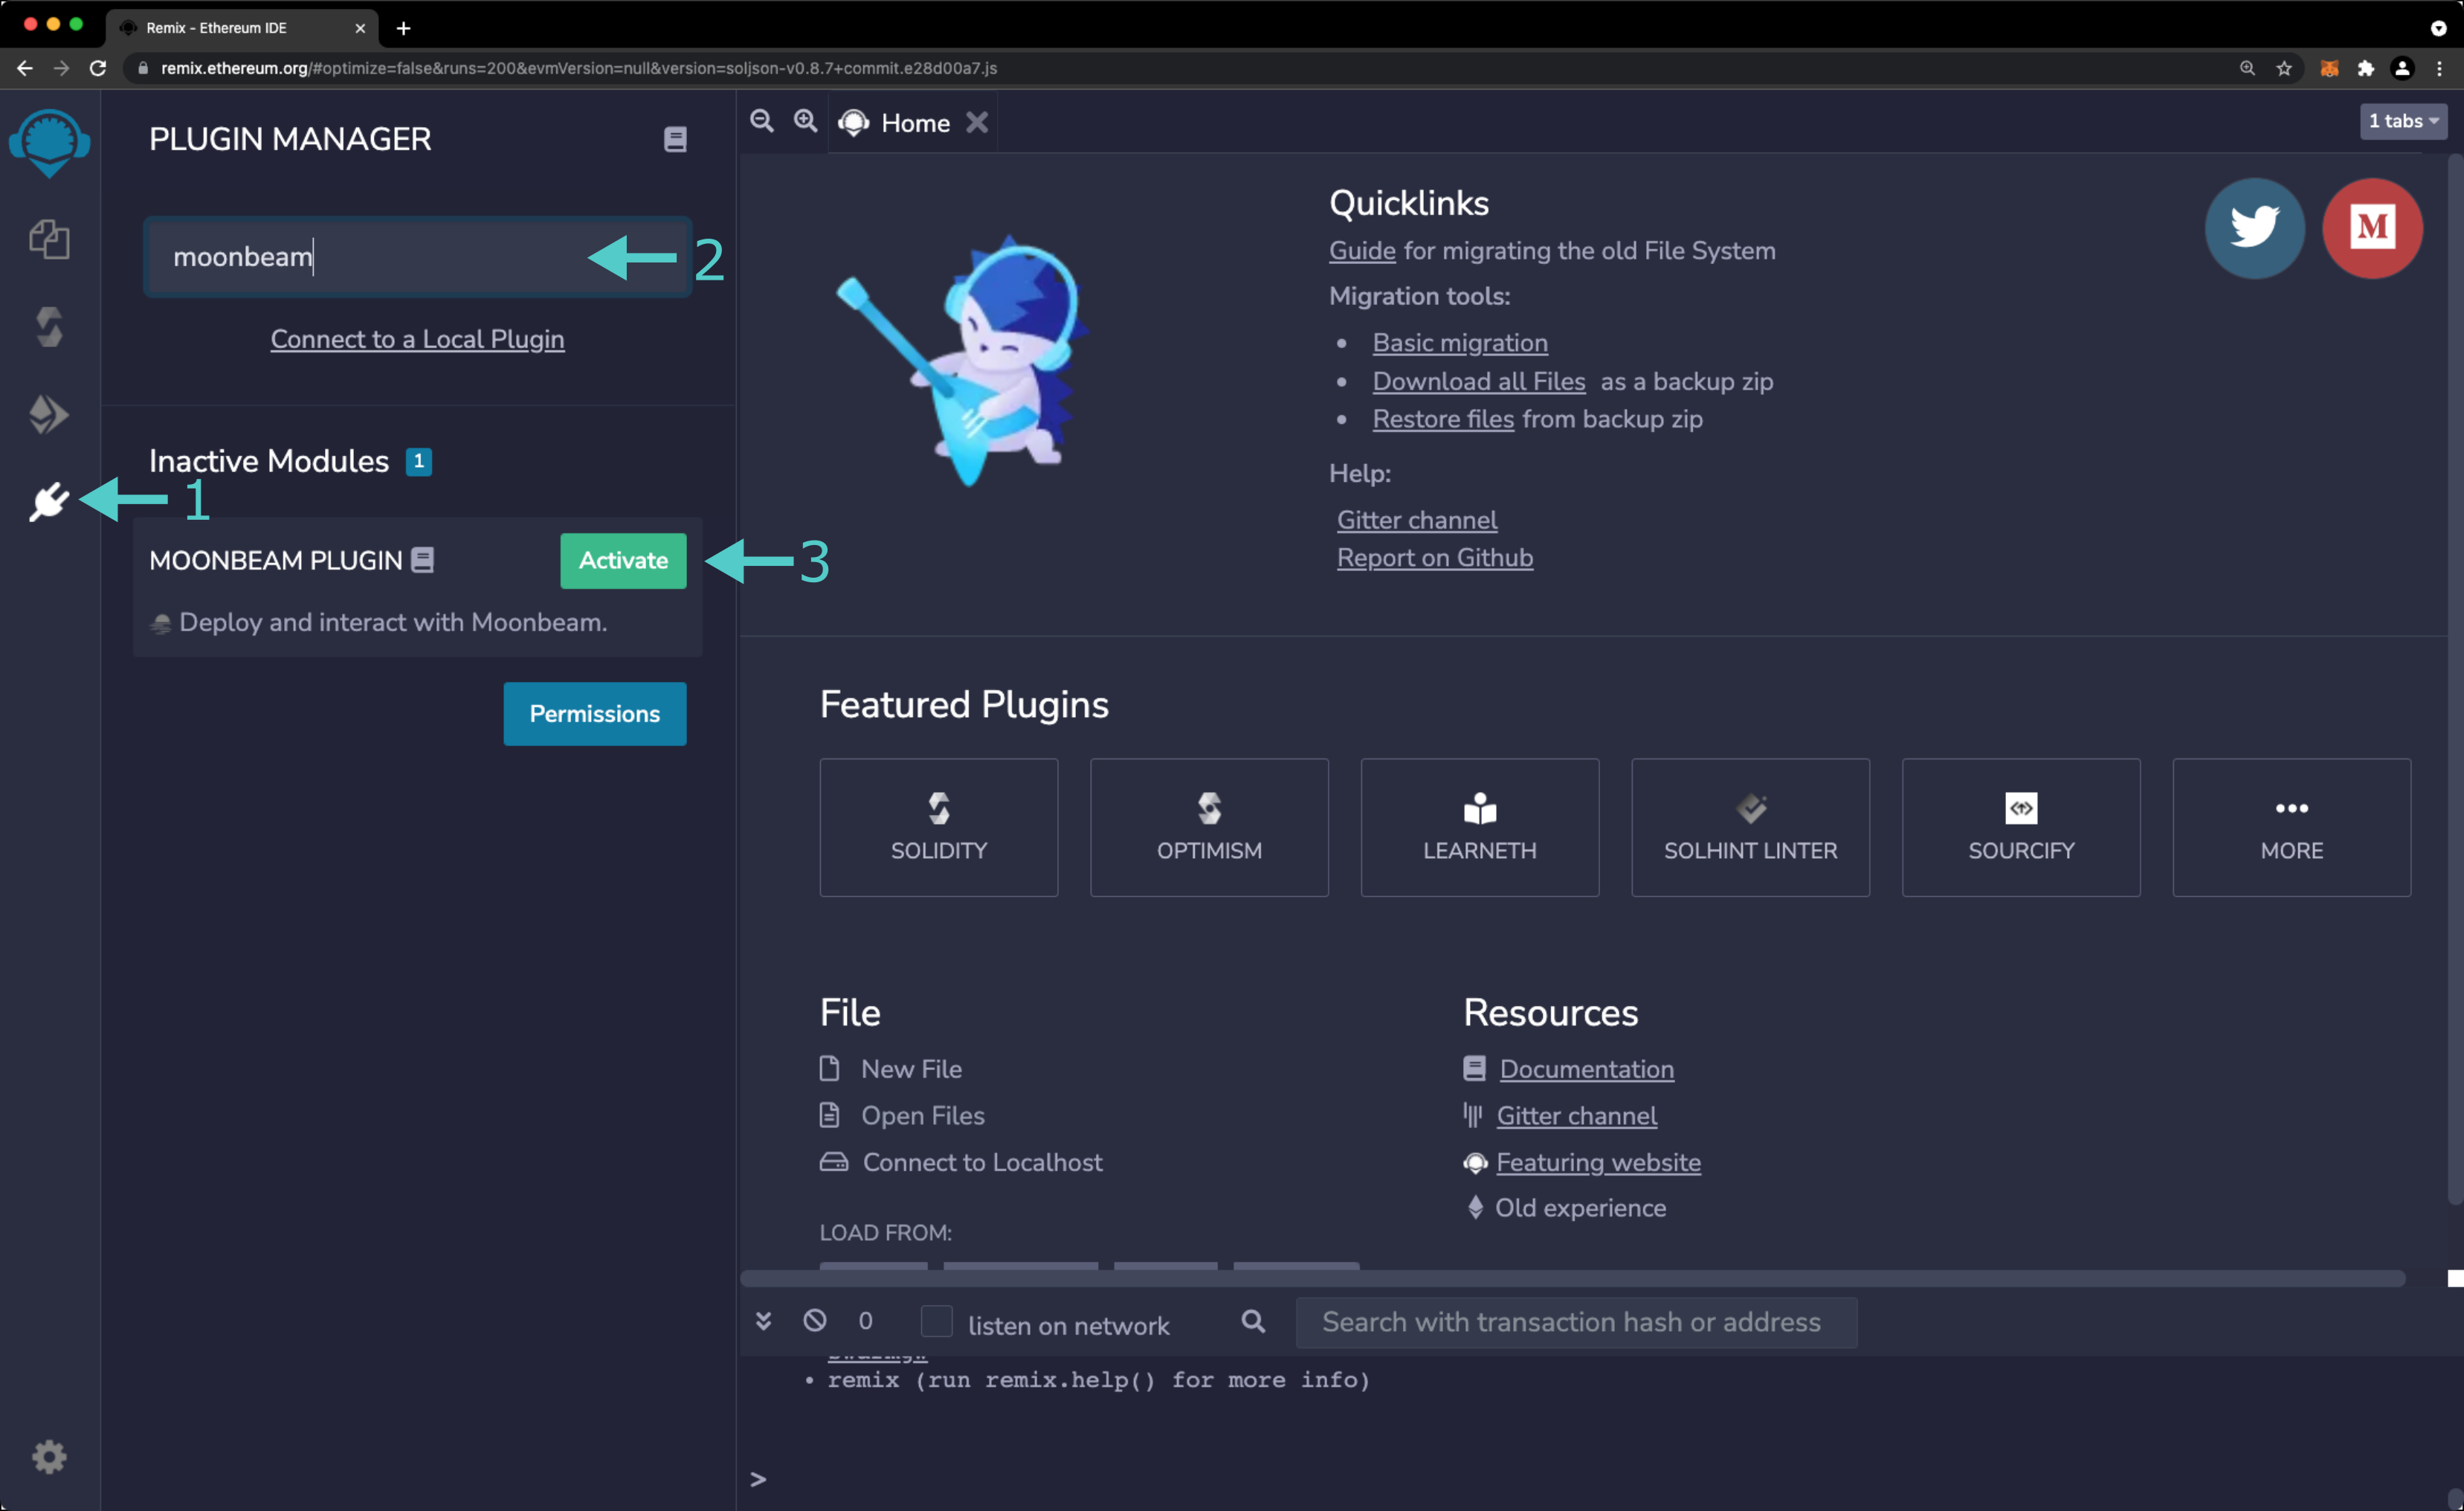 Remix - Ethereum IDE
remix.ethereum.org/#optimize=false&runs=200&evmVersion=null&version=soljson-v0.8.7+commit.e28d00a7.js
PLUGIN MANAGER
moonbeam
2
Connect to a Local Plugin
Inactive Modules 1
1
MOONBEAM PLUGIN
Activate
3
Deploy and interact with Moonbeam.
Permissions
Home
1 tabs
Quicklinks
Guide for migrating the old File System
Migration tools:
• Basic migration
• Download all Files as a backup zip
• Restore files from backup zip
Help:
Gitter channel
Report on Github
M
Featured Plugins
SOLIDITY
OPTIMISM
LEARNETH
SOLHINT LINTER
SOURCIFY
MORE
File
New File
Open Files
Connect to Localhost
LOAD FROM:
Resources
Documentation
Gitter channel
Featuring website
Old experience
0
listen on network
Search with transaction hash or address
• remix (run remix.help() for more info)
>